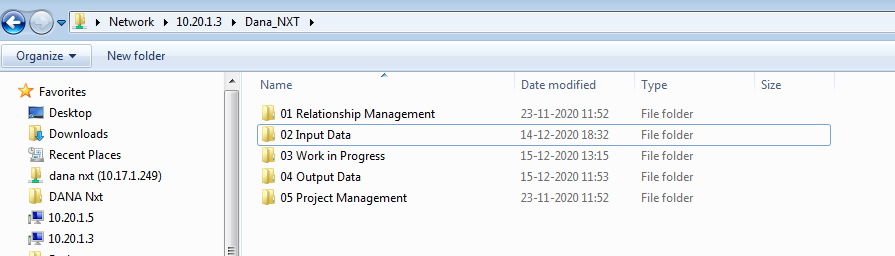 Network ▸ 10.20.1.3 ▸ Dana_NXT ▸
Organize ▾ New folder
Favorites
Desktop
Downloads
Recent Places
dana nxt (10.17.1.249)
DANA Nxt
10.20.1.5
10.20.1.3
Name Date modified Type Size
01 Relationship Management 23-11-2020 11:52 File folder
02 Input Data 14-12-2020 18:32 File folder
03 Work in Progress 15-12-2020 13:15 File folder
04 Output Data 15-12-2020 11:53 File folder
05 Project Management 23-11-2020 11:52 File folder